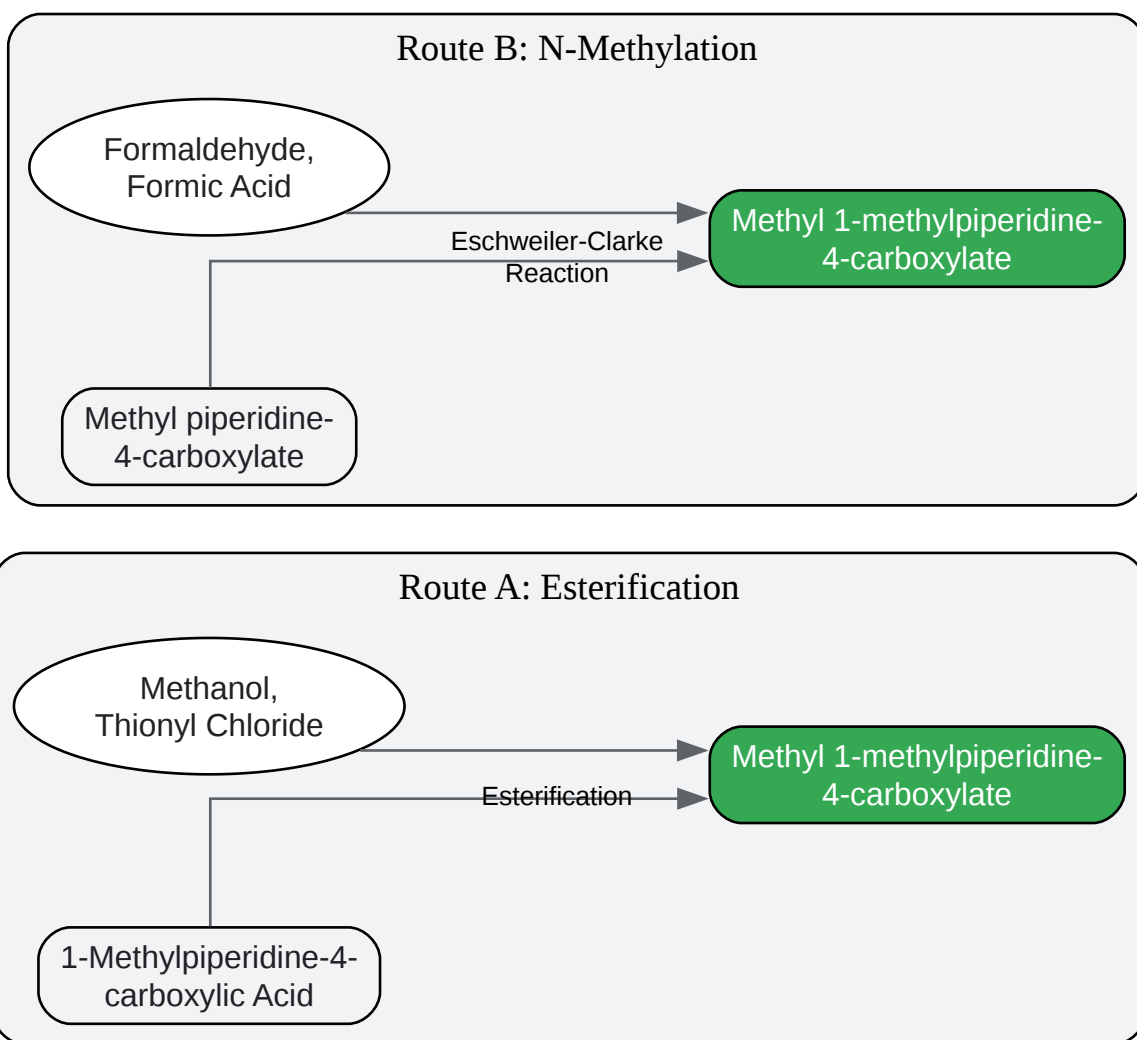 Route B: N-Methylation
Formaldehyde,
Formic Acid
Methyl 1-methylpiperidine-
4-carboxylate
Eschweiler-Clarke
Reaction
Methyl piperidine-
4-carboxylate
Route A: Esterification
Methanol,
Thionyl Chloride
Methyl 1-methylpiperidine-
4-carboxylate
Esterification
1-Methylpiperidine-4-
carboxylic Acid